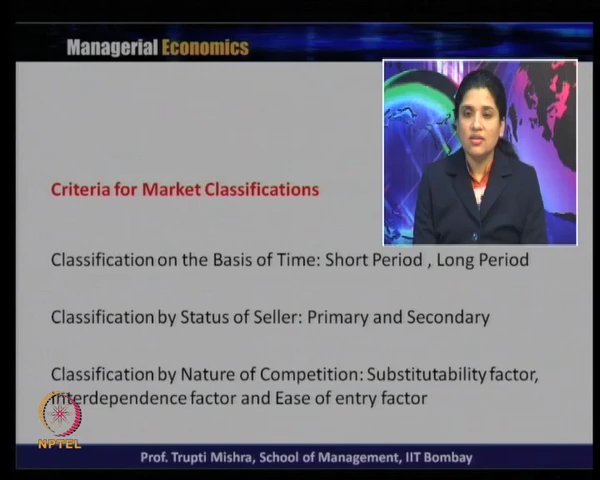 Managerial Economics
Criteria for Market Classifications
Classification on the Basis of Time: Short Period , Long Period
Classification by Status of Seller: Primary and Secondary
Classification by Nature of Competition: Substitutability factor,
Interdependence factor and Ease of entry factor
NPTEL
Prof. Trupti Mishra, School of Management, IIT Bombay